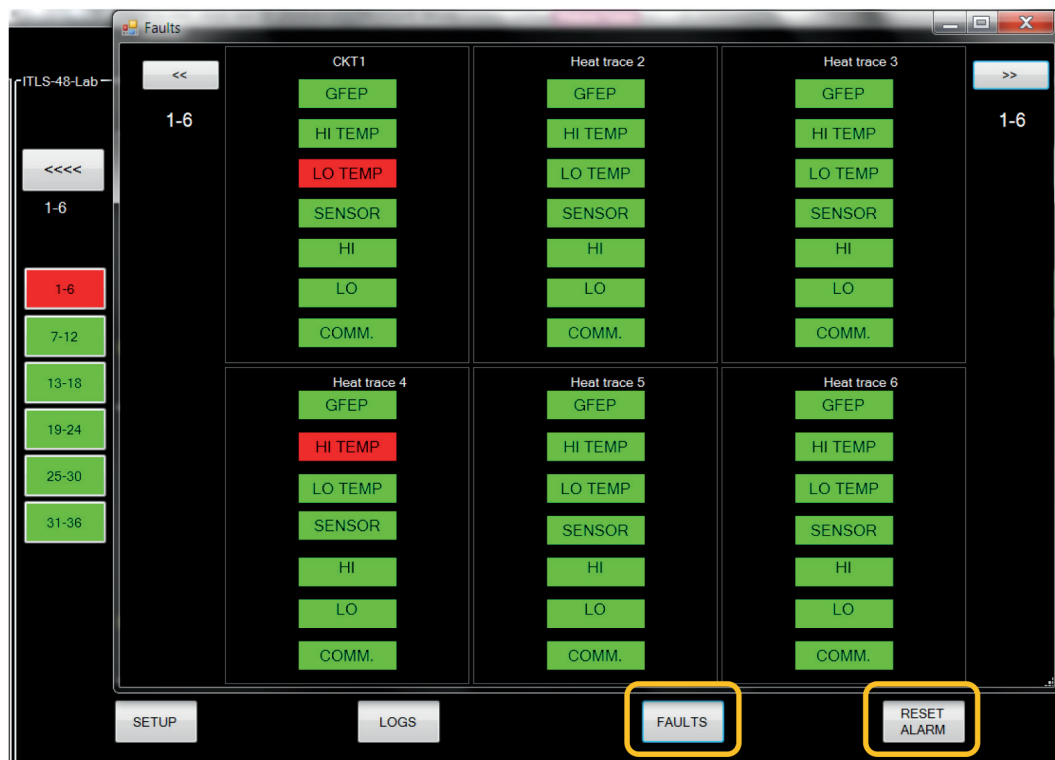 Faults
ITLS-48-Lab
<<<<
1-6
1-6
7-12
13-18
19-24
25-30
31-36
<<
1-6
CKT1
GFEP
HI TEMP
LO TEMP
SENSOR
HI
LO
COMM.
Heat trace 2
GFEP
HI TEMP
LO TEMP
SENSOR
HI
LO
COMM.
Heat trace 3
GFEP
HI TEMP
LO TEMP
SENSOR
HI
LO
COMM.
>>
1-6
Heat trace 4
GFEP
HI TEMP
LO TEMP
SENSOR
HI
LO
COMM.
Heat trace 5
GFEP
HI TEMP
LO TEMP
SENSOR
HI
LO
COMM.
Heat trace 6
GFEP
HI TEMP
LO TEMP
SENSOR
HI
LO
COMM.
SETUP
LOGS
FAULTS
RESET
ALARM